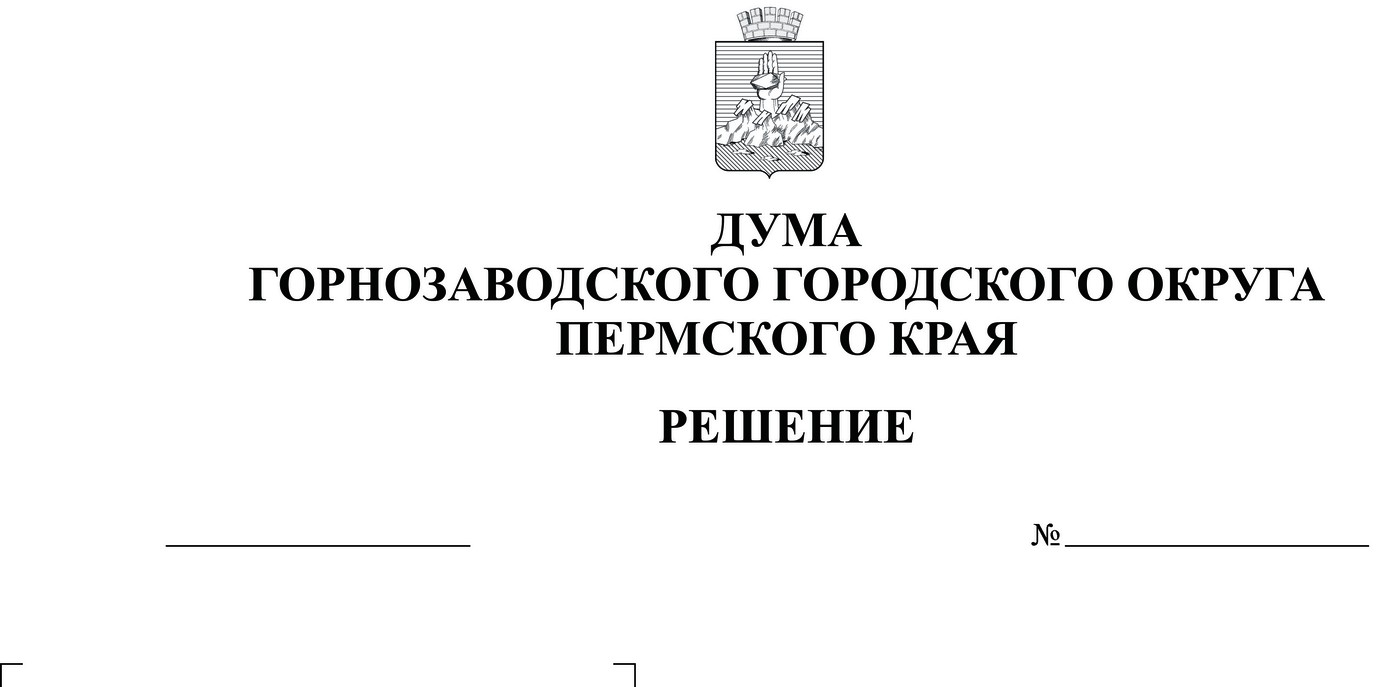 ДУМА
ГОРНОЗАВОДСКОГО ГОРОДСКОГО ОКРУГА
ПЕРМСКОГО КРАЯ
РЕШЕНИЕ
№